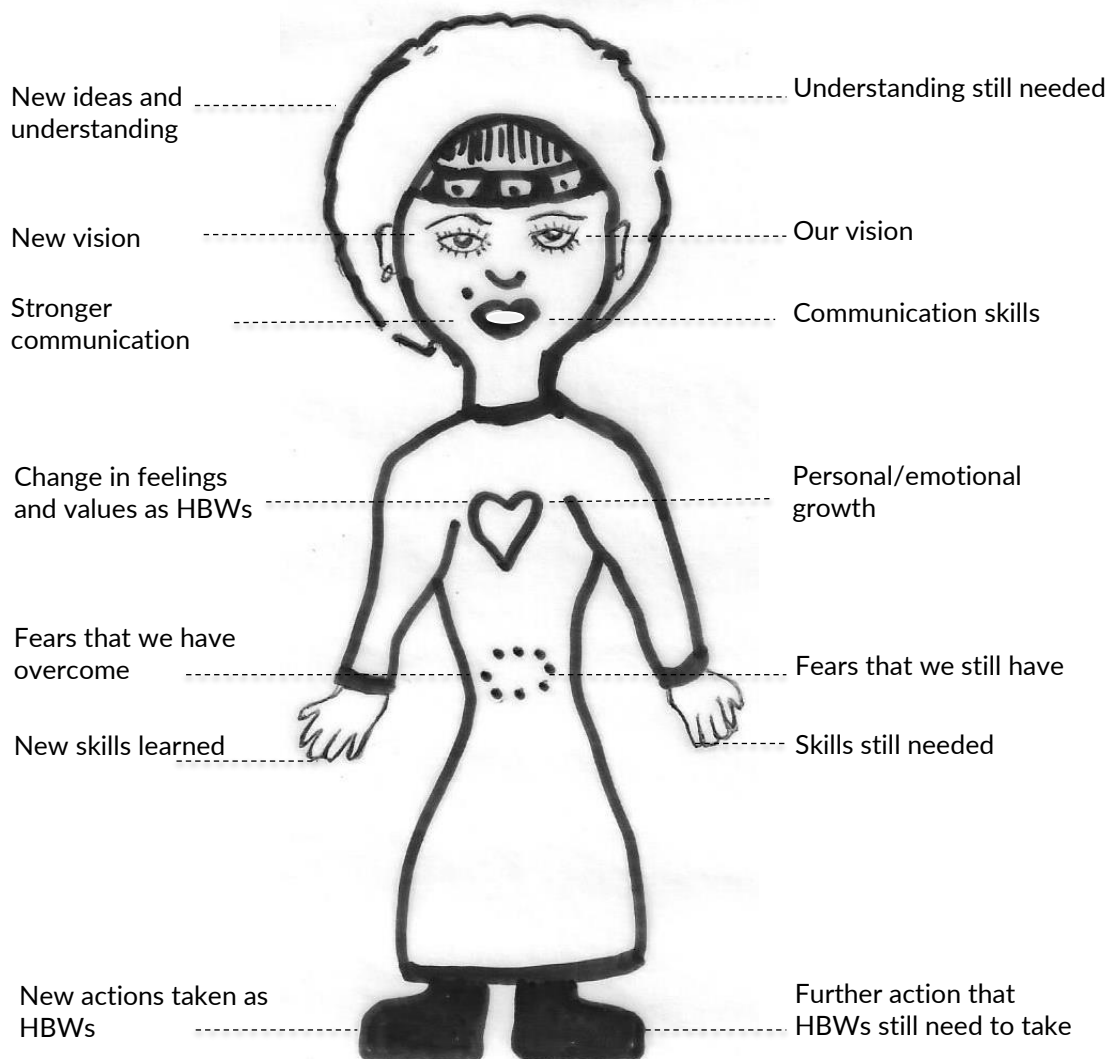 New ideas and
understanding
Understanding still needed
New vision
Our vision
Stronger
communication
Communication skills
Change in feelings
and values as HBWs
Personal/emotional
growth
Fears that we have
overcome
Fears that we still have
New skills learned
Skills still needed
New actions taken as
HBWs
Further action that
HBWs still need to take